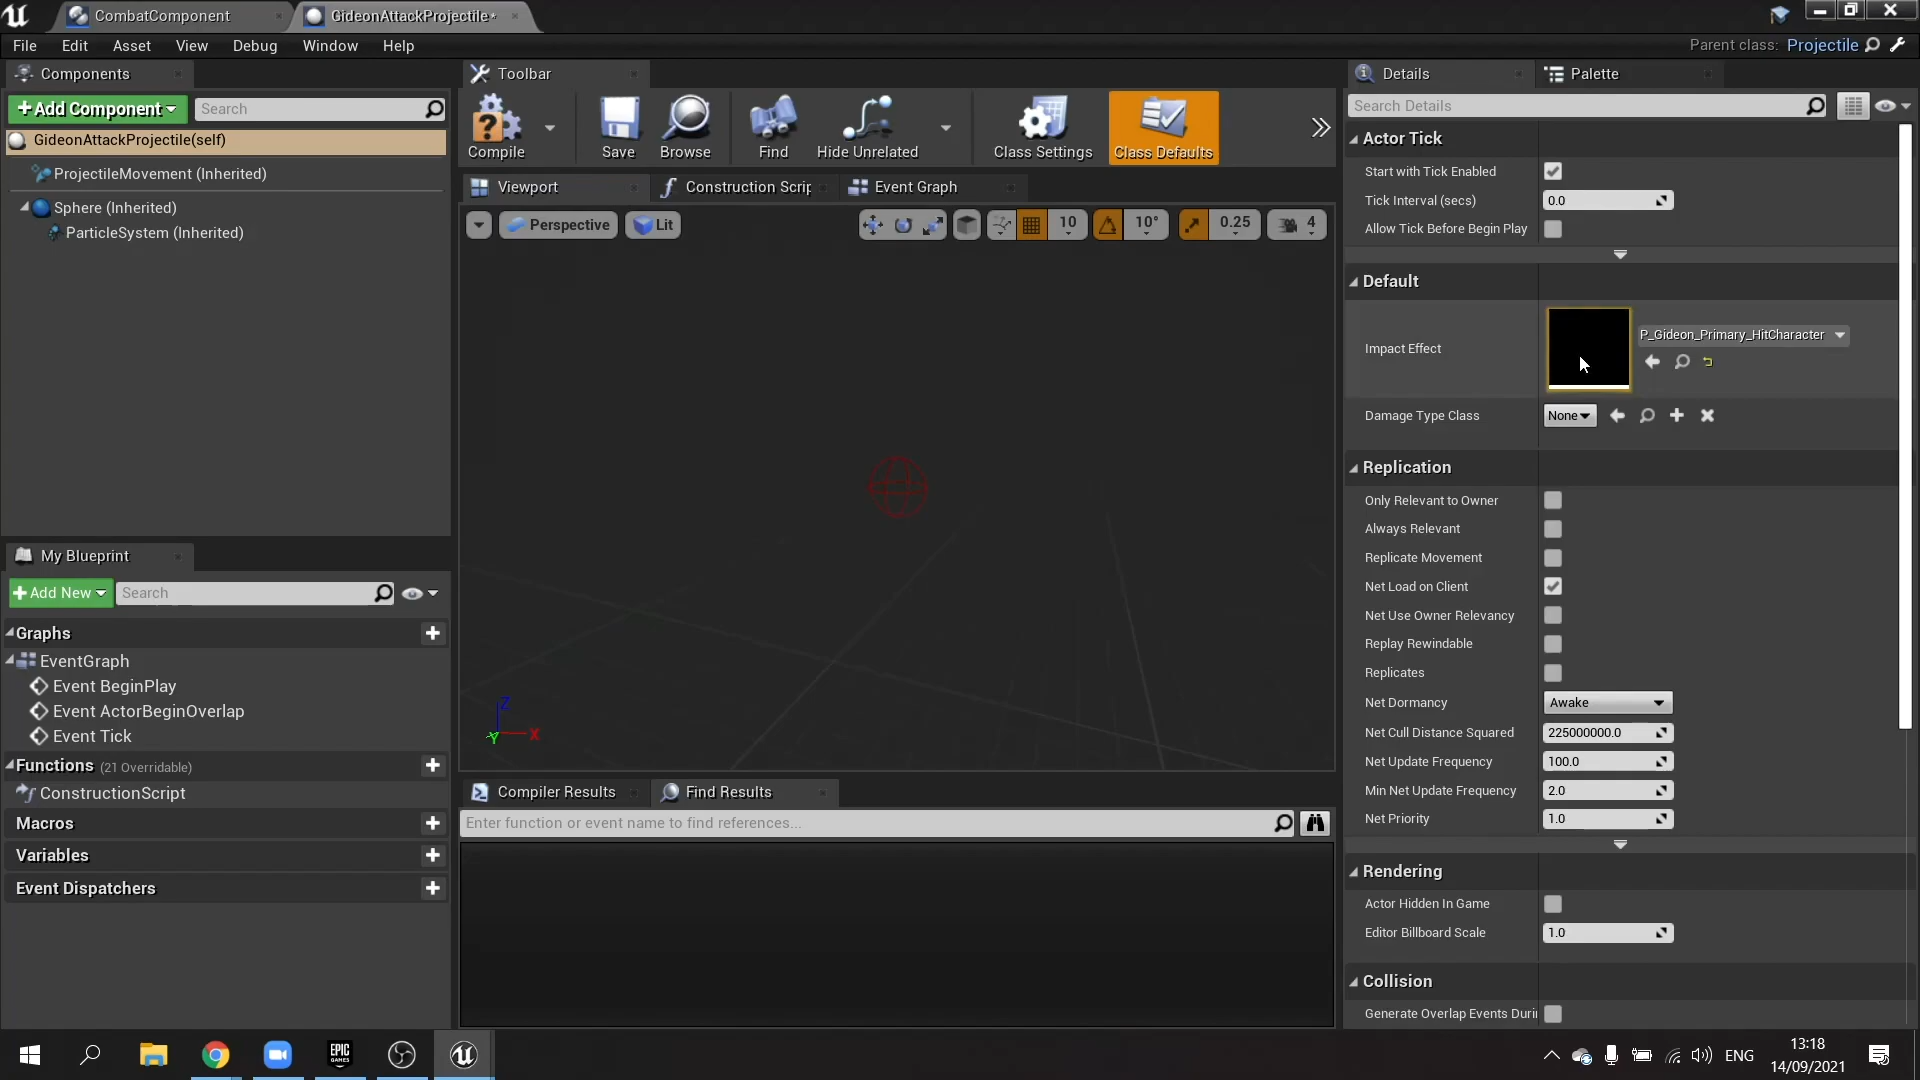 CombatComponent
GideonAttackProjectile*
File Edit Asset View Debug Window Help
Parent class: Projectile
Components
+Add Component
Search
GideonAttackProjectile(self)
ProjectileMovement (Inherited)
Sphere (Inherited)
ParticleSystem (Inherited)
My Blueprint
+Add New
Search
Graphs
EventGraph
Event BeginPlay
Event ActorBeginOverlap
Event Tick
Functions (21 Overridable)
ConstructionScript
Macros
Variables
Event Dispatchers
Toolbar
Compile
Save
Browse
Find
Hide Unrelated
Class Settings
Class Defaults
Viewport
Construction Scrip
Event Graph
Perspective
Lit
10
10°
0.25
4
Z
Y
X
Compiler Results
Find Results
Enter function or event name to find references...
Details
Palette
Search Details
Actor Tick
Start with Tick Enabled
Tick Interval (secs) 0.0
Allow Tick Before Begin Play
Default
Impact Effect
P_Gideon_Primary_HitCharacter
Damage Type Class None
Replication
Only Relevant to Owner
Always Relevant
Replicate Movement
Net Load on Client
Net Use Owner Relevancy
Replay Rewindable
Replicates
Net Dormancy Awake
Net Cull Distance Squared 225000000.0
Net Update Frequency 100.0
Min Net Update Frequency 2.0
Net Priority 1.0
Rendering
Actor Hidden In Game
Editor Billboard Scale 1.0
Collision
Generate Overlap Events Duri
EPIC GAMES
ENG
13:18
14/09/2021